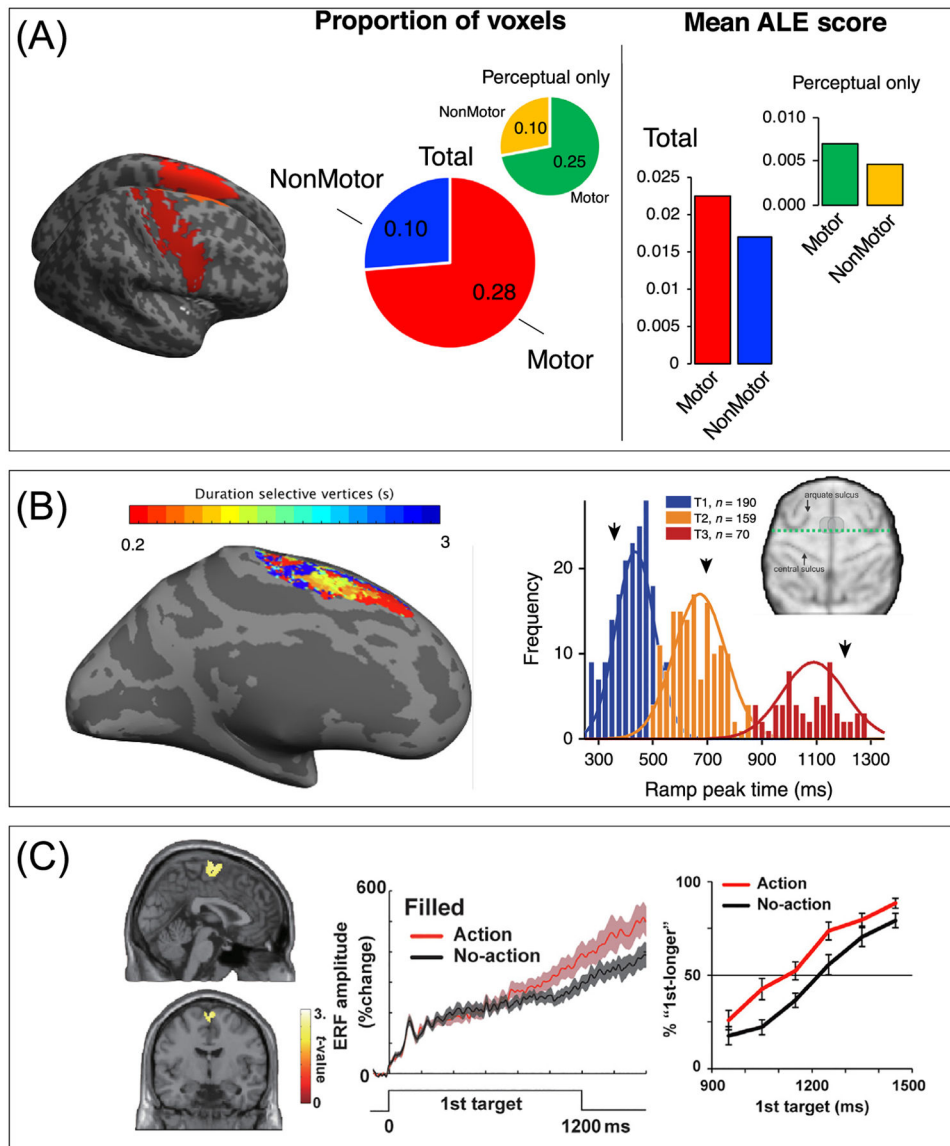 (A)
Proportion of voxels
Perceptual only
NonMotor
0.10
0.25
Motor
Total
NonMotor
0.10
0.28
Motor
Mean ALE score
Perceptual only
0.010
0.005
0.000
Motor
NonMotor
Total
0.025
0.02
0.015
0.01
0.005
0
Motor
NonMotor
(B)
Duration selective vertices (s)
0.2
3
T1, n = 190
T2, n = 159
T3, n = 70
arquate sulcus
central sulcus
Frequency
20
10
0
300
500
700
900
1100
1300
Ramp peak time (ms)
(C)
3.
t-value
0
600
ERF amplitude
(%change)
Filled
Action
No-action
1st target
0
1200 ms
100
50
0
% “1st-longer”
Action
No-action
900
1200
1500
1st target (ms)